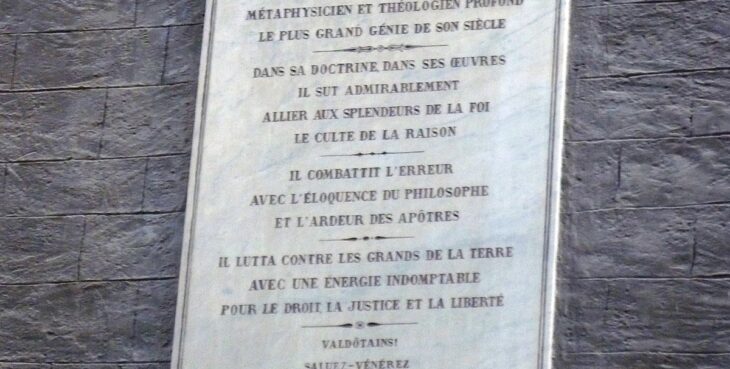 MÉTAPHYSICIEN ET THÉOLOGIEN PROFOND
LE PLUS GRAND GÉNIE DE SON SIÈCLE
DANS SA DOCTRINE, DANS SES ŒUVRES
IL SUT ADMIRABLEMENT
ALLIER AUX SPLENDEURS DE LA FOI
LE CULTE DE LA RAISON
IL COMBATTIT L'ERREUR
AVEC L'ÉLOQUENCE DU PHILOSOPHE
ET L'ARDEUR DES APÔTRES
IL LUTTA CONTRE LES GRANDS DE LA TERRE
AVEC UNE ÉNERGIE INDOMPTABLE
POUR LE DROIT, LA JUSTICE ET LA LIBERTÉ
VALDÔTAINS!
SALUEZ-VÉNÉREZ